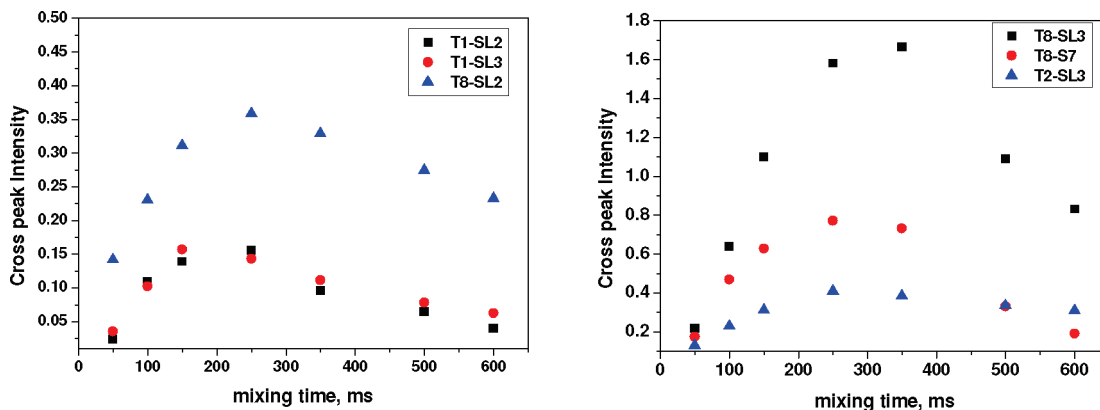 0.50
0.45
0.40
0.35
0.30
0.25
0.20
0.15
0.10
0.05
Cross peak Intensity
T1-SL2
T1-SL3
T8-SL2
0 100 200 300 400 500 600
mixing time, ms
1.8
1.6
1.4
1.2
1.0
0.8
0.6
0.4
0.2
Cross peak Intensity
T8-SL3
T8-S7
T2-SL3
0 100 200 300 400 500 600
mixing time, ms